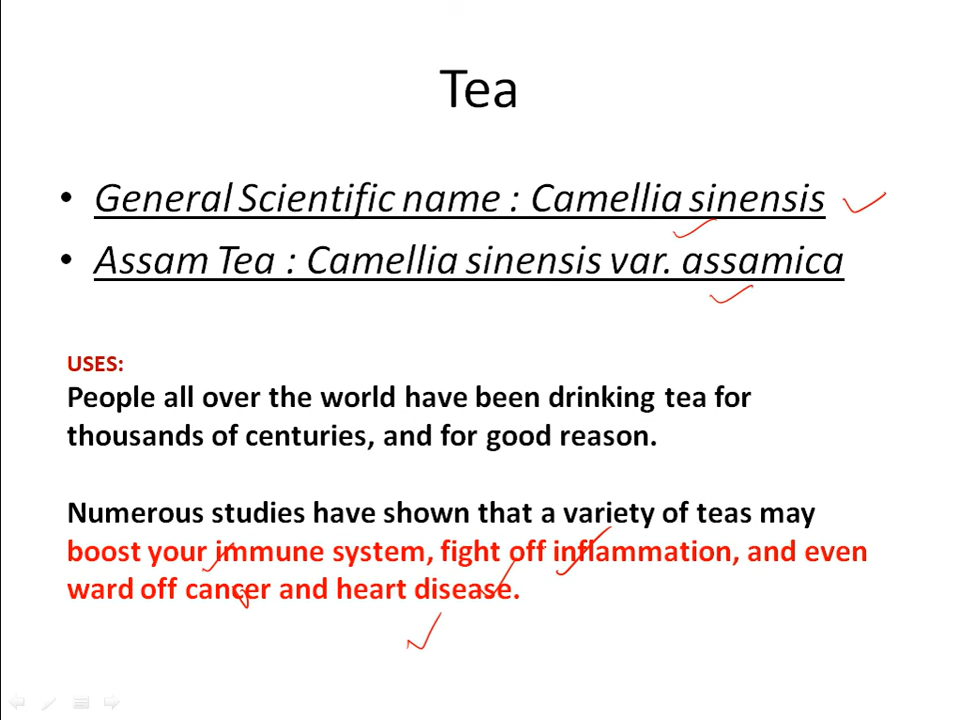 Tea
• General Scientific name : Camellia sinensis
• Assam Tea : Camellia sinensis var. assamica
USES:
People all over the world have been drinking tea for
thousands of centuries, and for good reason.
Numerous studies have shown that a variety of teas may
boost your immune system, fight off inflammation, and even
ward off cancer and heart disease.